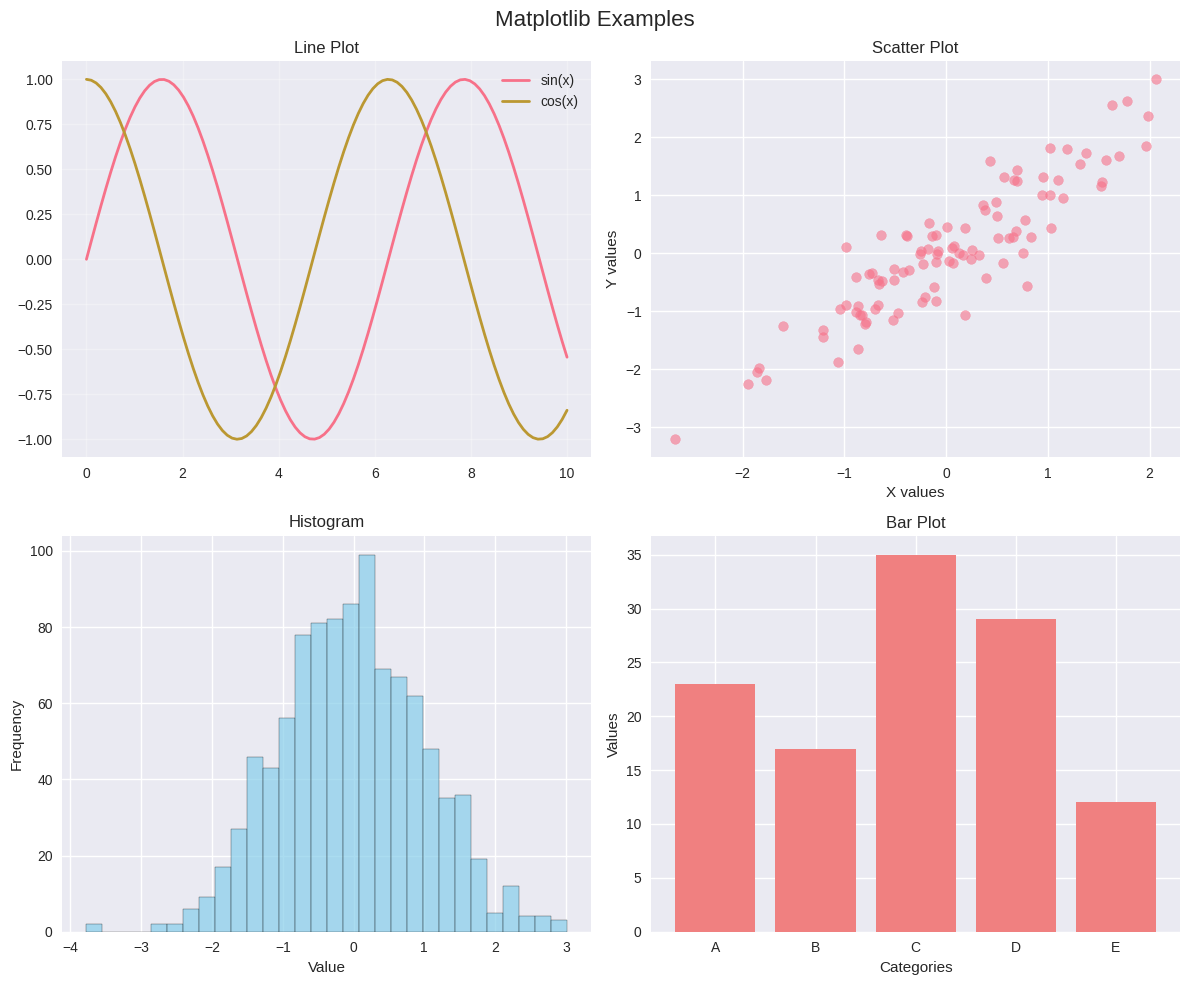 Matplotlib Examples
Line Plot
1.00
0.75
0.50
0.25
0.00
−0.25
−0.50
−0.75
−1.00
0 2 4 6 8 10
sin(x)
cos(x)
Scatter Plot
Y values
3
2
1
0
−1
−2
−3
−2 −1 0 1 2
X values
Histogram
Frequency
100
80
60
40
20
0
−4 −3 −2 −1 0 1 2 3
Value
Bar Plot
Values
35
30
25
20
15
10
5
0
A B C D E
Categories